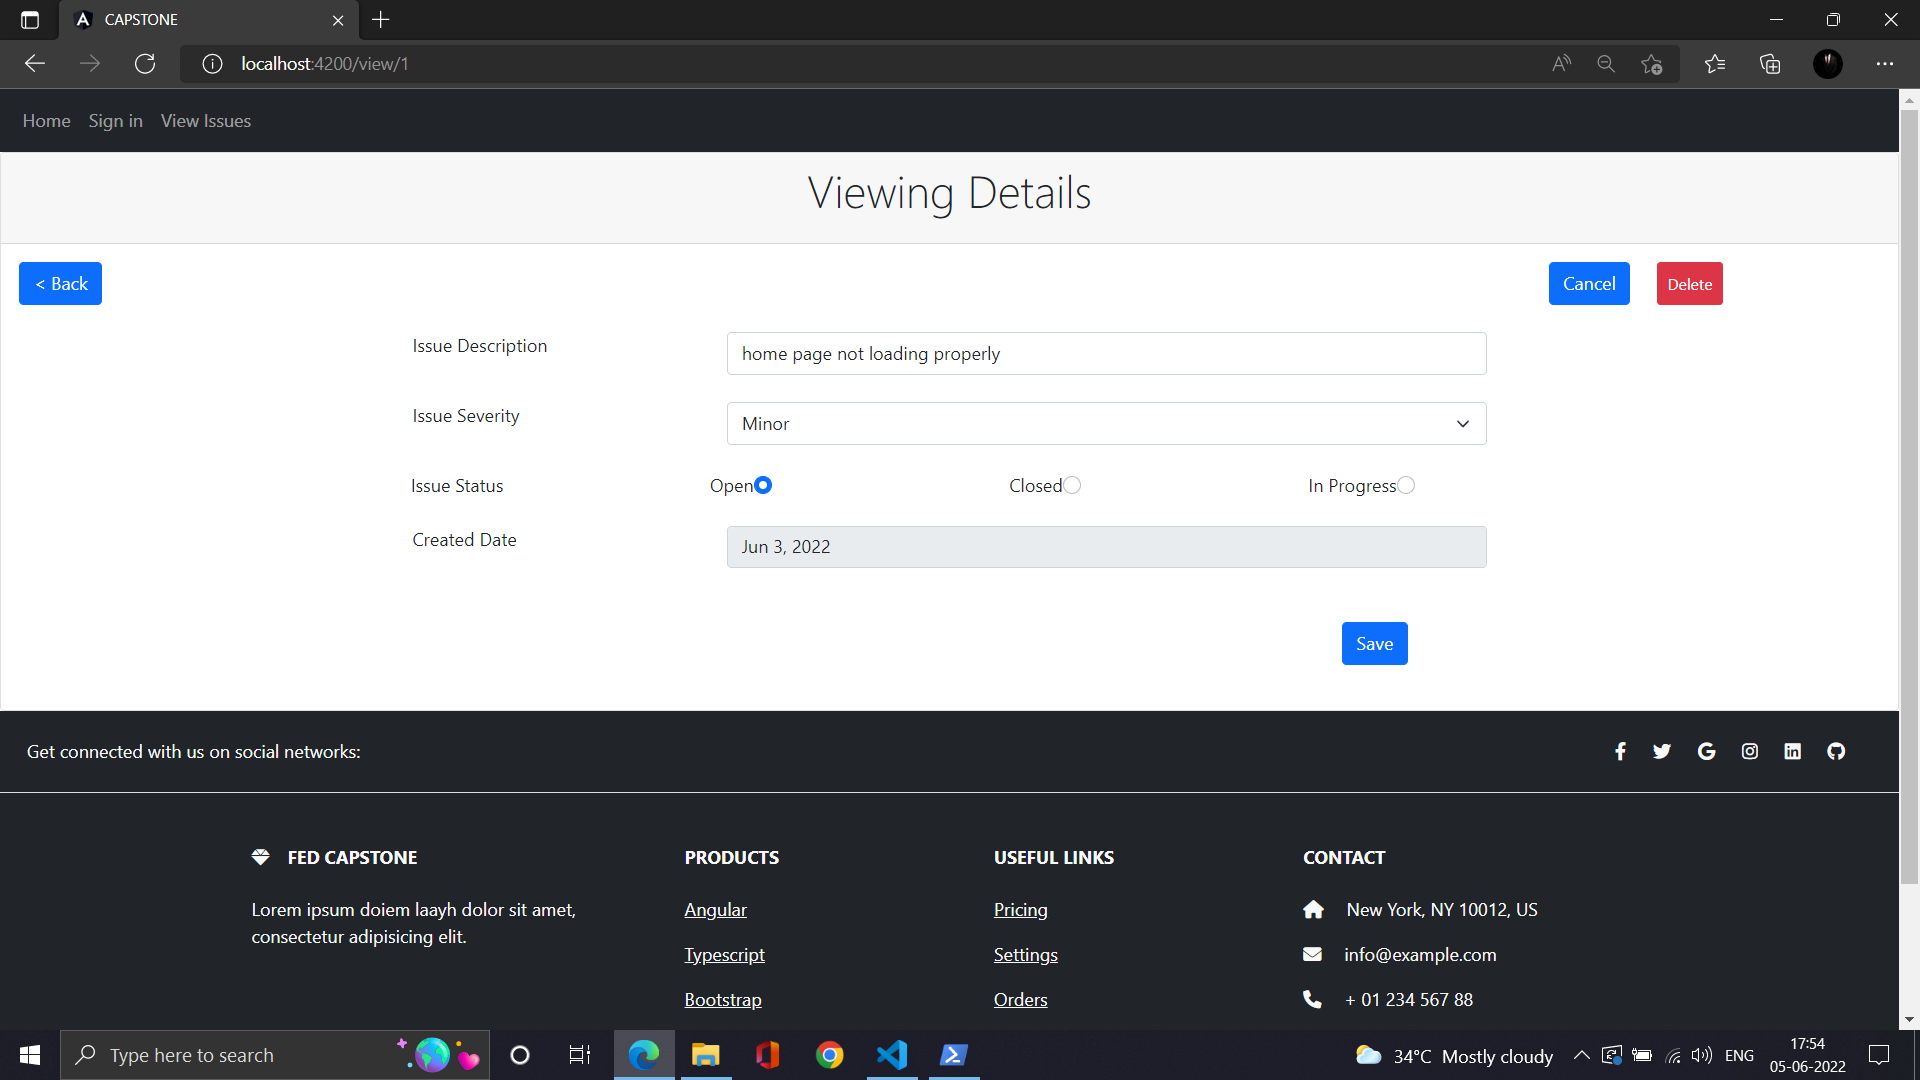 CAPSTONE
localhost:4200/view/1
Home Sign in View Issues
Viewing Details
< Back Cancel Delete
Issue Description home page not loading properly
Issue Severity Minor
Issue Status Open Closed In Progress
Created Date Jun 3, 2022
Save
Get connected with us on social networks:
FED CAPSTONE PRODUCTS USEFUL LINKS CONTACT
Lorem ipsum doiem laayh dolor sit amet, Angular Pricing New York, NY 10012, US
consectetur adipisicing elit.
Typescript Settings info@example.com
Bootstrap Orders + 01 234 567 88
Type here to search 34°C Mostly cloudy ENG 17:54
05-06-2022